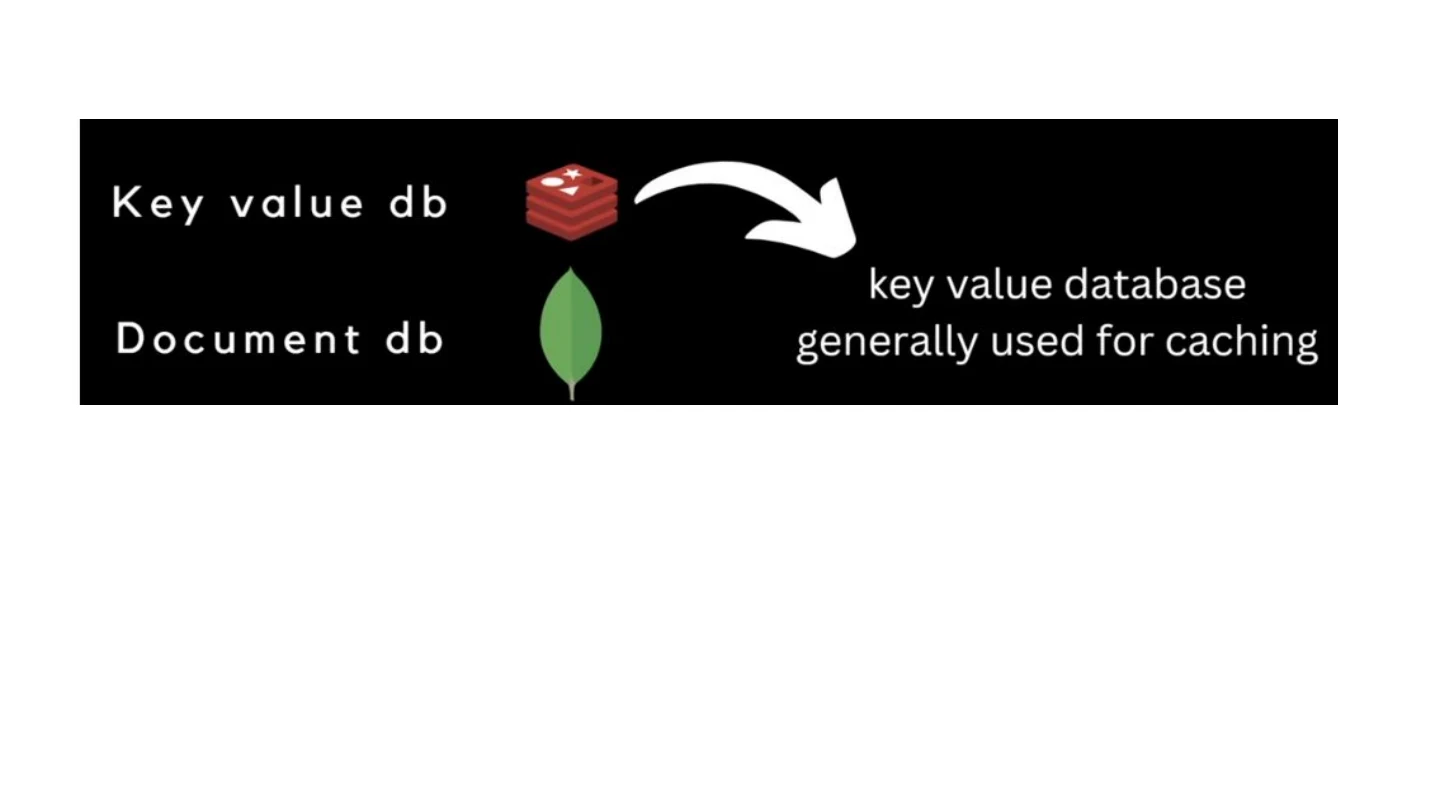 Key value db
Document db
key value database
generally used for caching